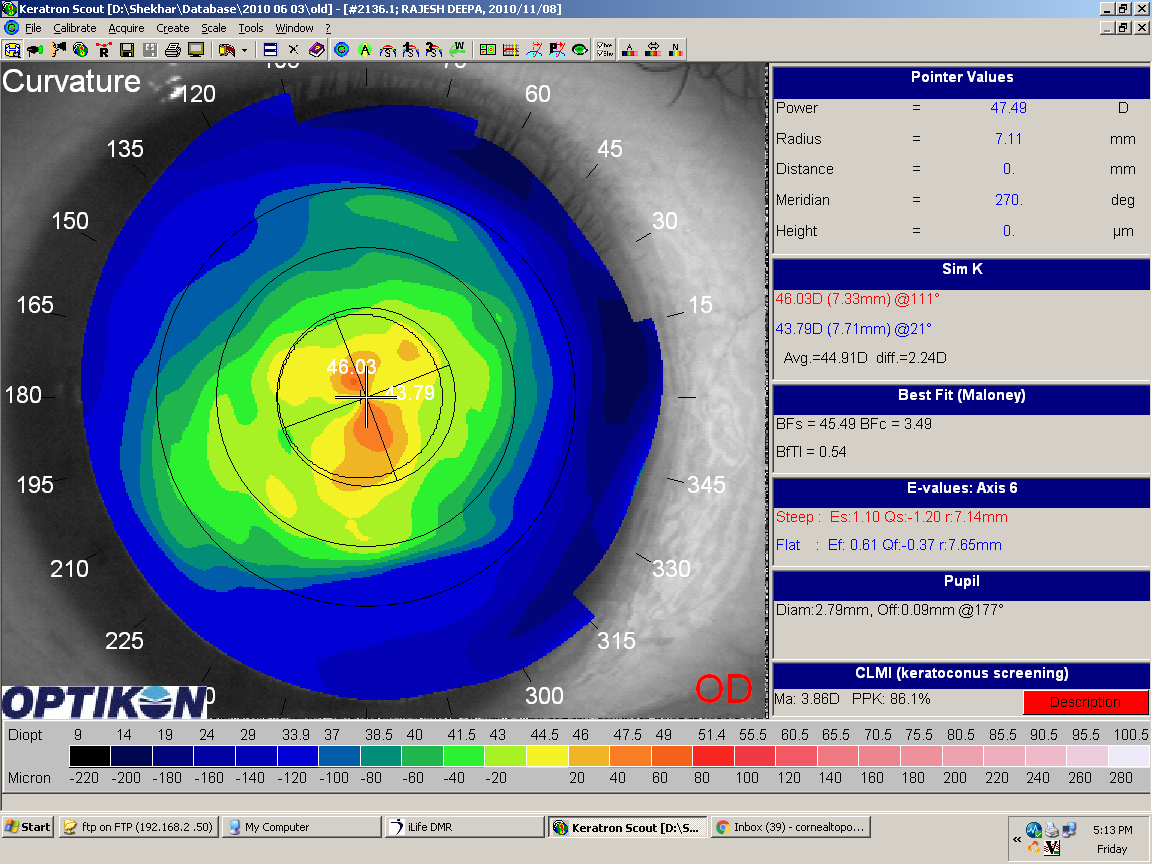 Keratron Scout [D:\Shekhar\Database\2010 06 03\old] - [#2136.1; RAJESH DEEPA, 2010/11/08]
File Calibrate Acquire Create Scale Tools Window ?
Curvature
120
60
135
45
150
30
165
15
180
195
345
210
330
225
315
300
46.03
43.79
OD
OPTIKON
Pointer Values
Power = 47.49 D
Radius = 7.11 mm
Distance = 0. mm
Meridian = 270. deg
Height = 0. µm
Sim K
46.03D (7.33mm) @111°
43.79D (7.71mm) @21°
Avg.=44.91D diff.=2.24D
Best Fit (Maloney)
BFs = 45.49 BFc = 3.49
BfTI = 0.54
E-values: Axis 6
Steep : Es:1.10 Qs:-1.20 r:7.14mm
Flat : Ef: 0.61 Qf:-0.37 r:7.65mm
Pupil
Diam:2.79mm, Off:0.09mm @177°
CLMI (keratoconus screening)
Ma: 3.86D PPK: 86.1%
Description
Diopt 9 14 19 24 29 33.9 37 38.5 40 41.5 43 44.5 46 47.5 49 51.4 55.5 60.5 65.5 70.5 75.5 80.5 85.5 90.5 95.5 100.5
Micron -220 -200 -180 -160 -140 -120 -100 -80 -60 -40 -20 20 40 60 80 100 120 140 160 180 200 220 240 260 280
Start
ftp on FTP (192.168.2 .50)
My Computer
iLife DMR
Keratron Scout [D:\S...
Inbox (39) - cornealtopo...
5:13 PM
Friday